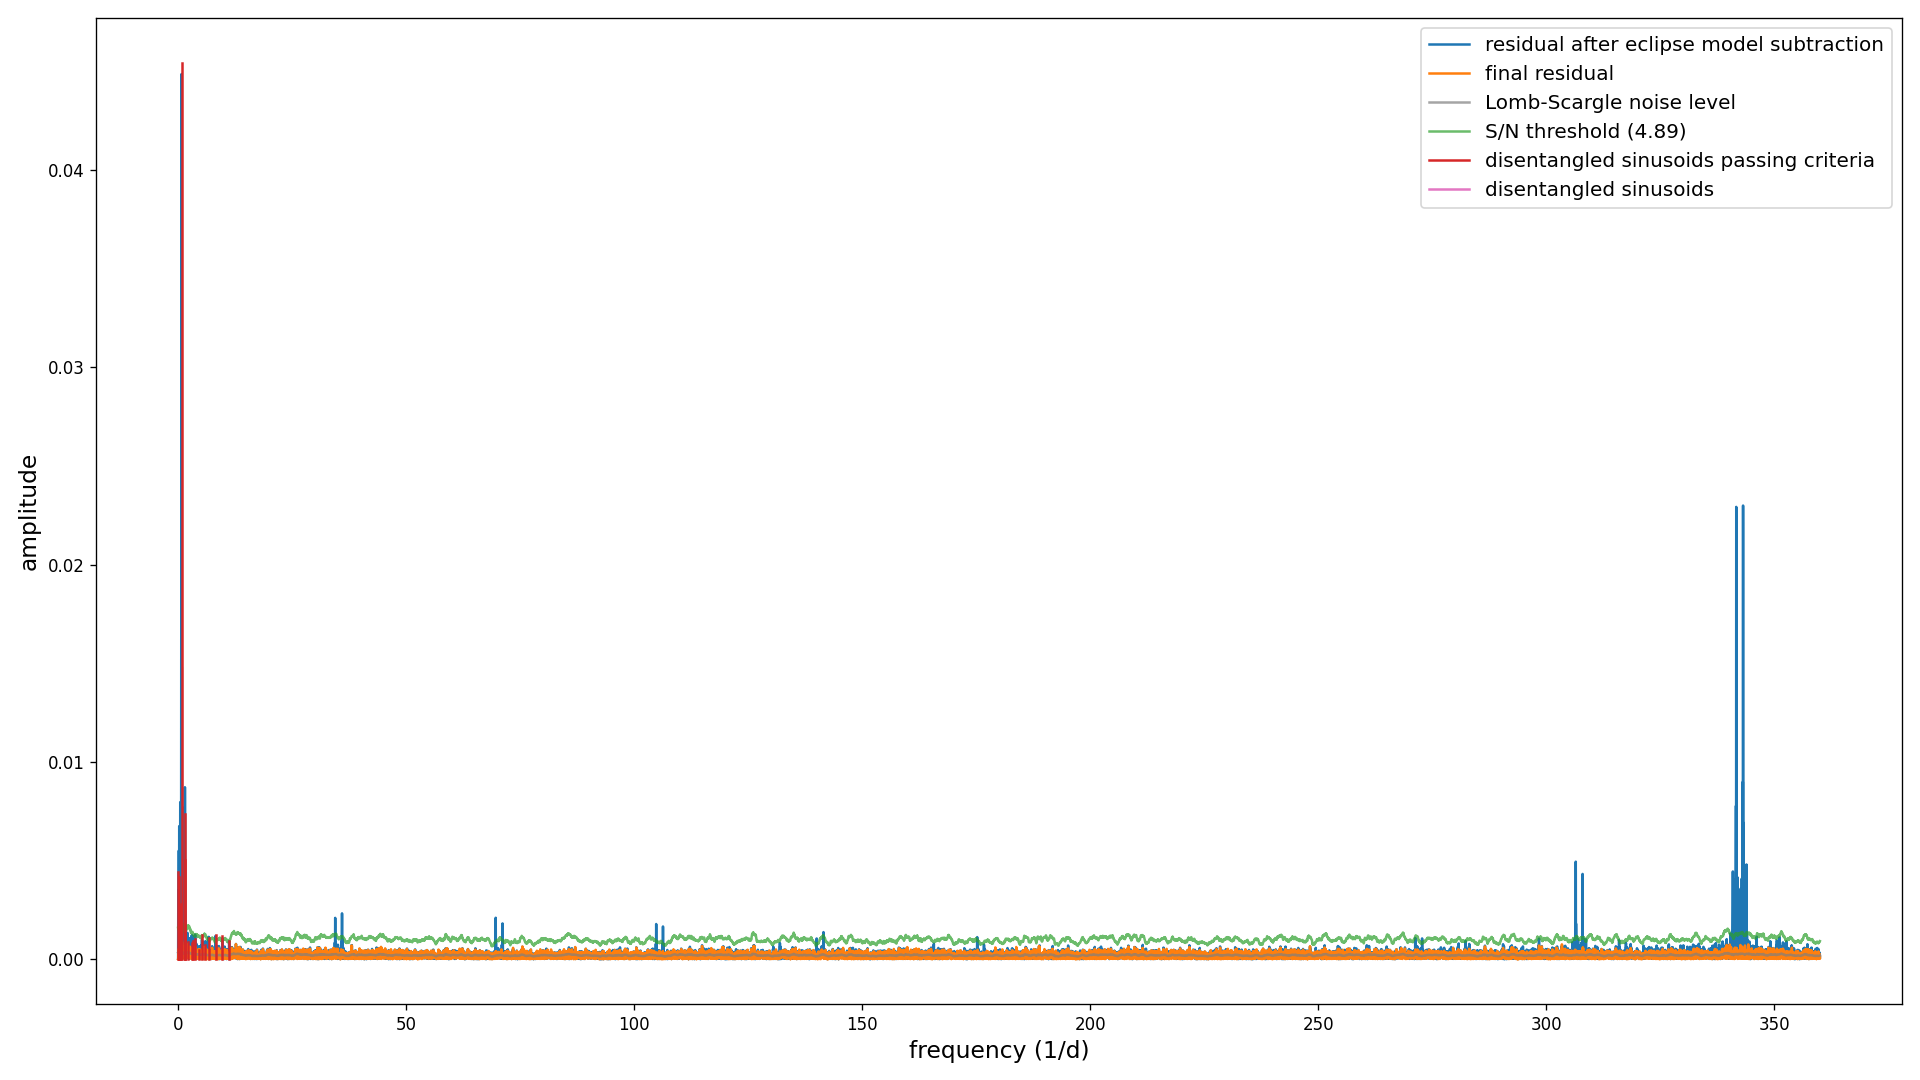 residual after eclipse model subtraction
final residual
Lomb-Scargle noise level
S/N threshold (4.89)
disentangled sinusoids passing criteria
disentangled sinusoids
amplitude
0.04
0.03
0.02
0.01
0.00
0 50 100 150 200 250 300 350
frequency (1/d)